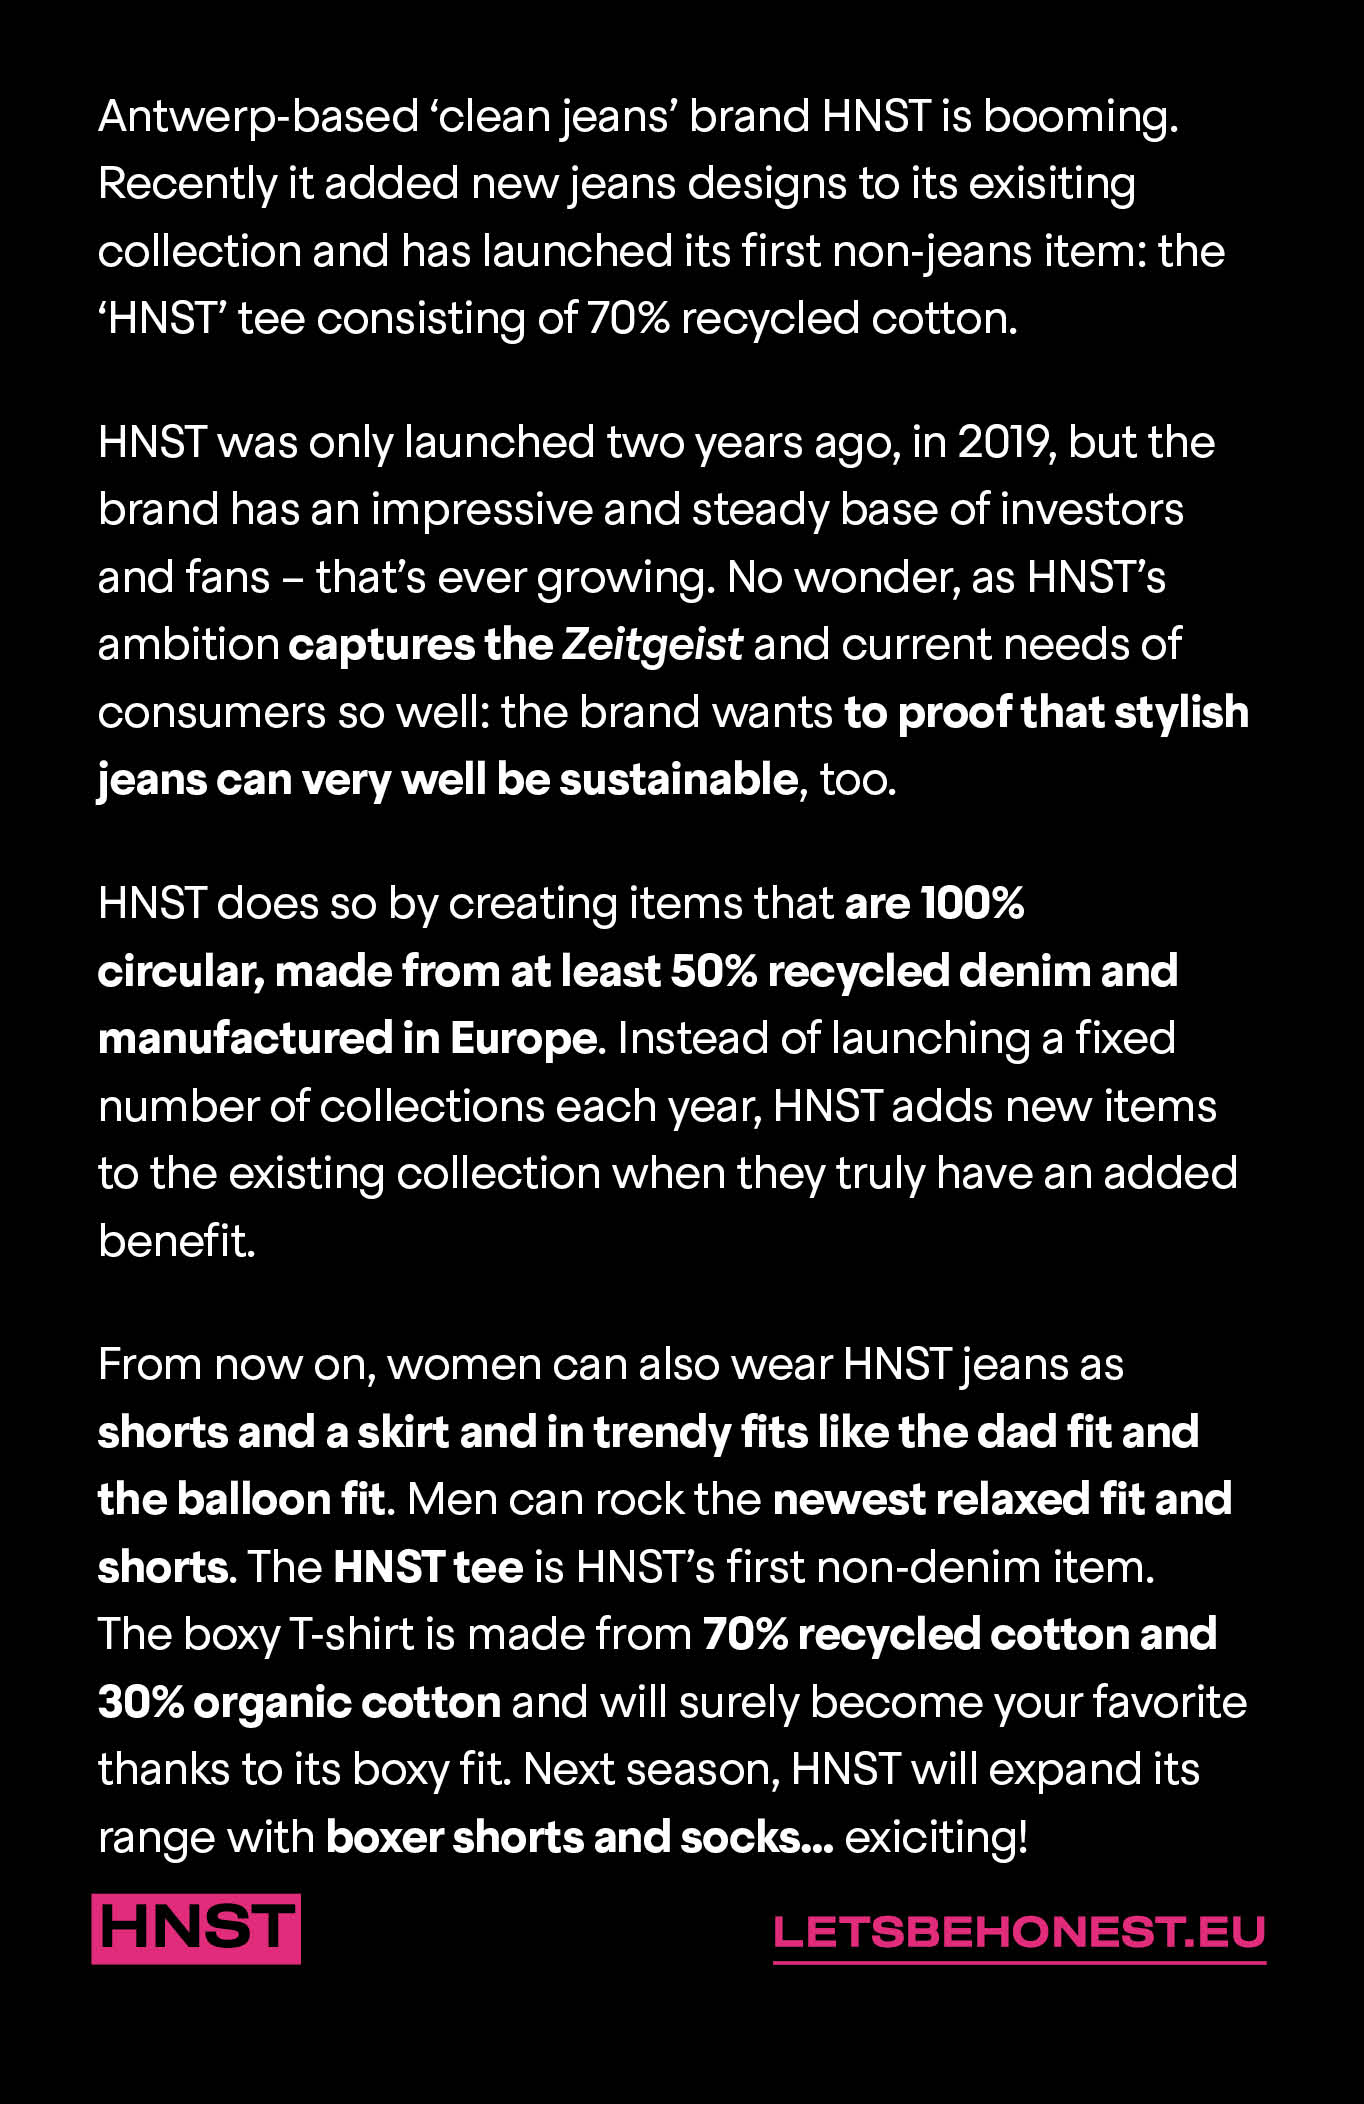 Antwerp-based ‘clean jeans’ brand HNST is booming.
Recently it added new jeans designs to its exisiting
collection and has launched its first non-jeans item: the
‘HNST’ tee consisting of 70% recycled cotton.
HNST was only launched two years ago, in 2019, but the
brand has an impressive and steady base of investors
and fans – that’s ever growing. No wonder, as HNST’s
ambition captures the Zeitgeist and current needs of
consumers so well: the brand wants to proof that stylish
jeans can very well be sustainable, too.
HNST does so by creating items that are 100%
circular, made from at least 50% recycled denim and
manufactured in Europe. Instead of launching a fixed
number of collections each year, HNST adds new items
to the existing collection when they truly have an added
benefit.
From now on, women can also wear HNST jeans as
shorts and a skirt and in trendy fits like the dad fit and
the balloon fit. Men can rock the newest relaxed fit and
shorts. The HNST tee is HNST’s first non-denim item.
The boxy T-shirt is made from 70% recycled cotton and
30% organic cotton and will surely become your favorite
thanks to its boxy fit. Next season, HNST will expand its
range with boxer shorts and socks... exiciting!
HNST
LETSBEHONEST.EU